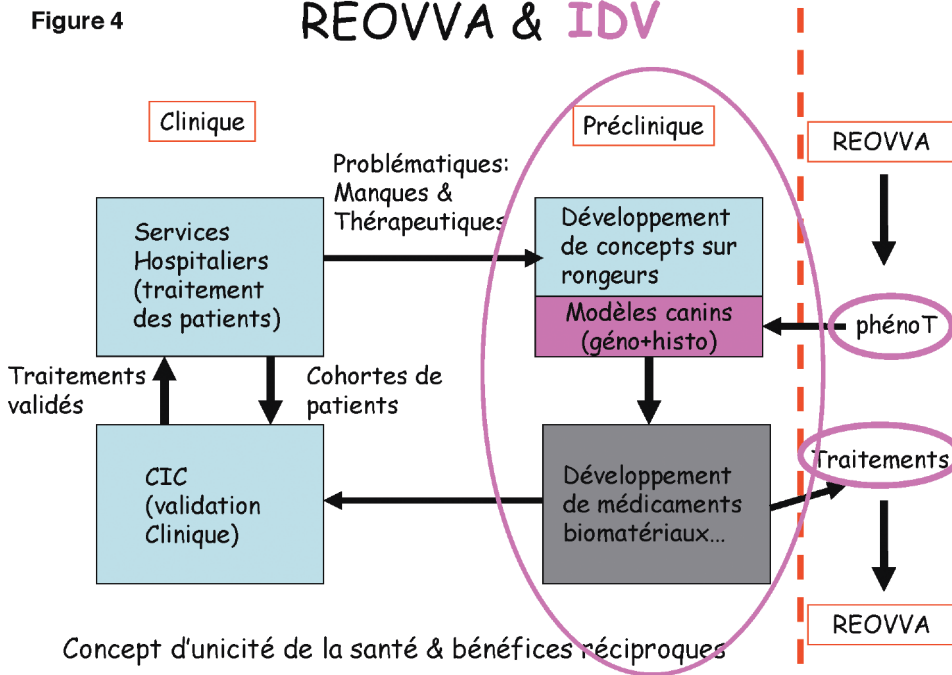 Figure 4
REOVVA & IDV
Clinique
Préclinique
REOVVA
Problématiques:
Manques &
Thérapeutiques
Services
Hospitaliers
(traitement
des patients)
Développement
de concepts sur
rongeurs
Modèles canins
(géno+histo)
phénoT
Traitements
validés
Cohortes de
patients
CIC
(validation
Clinique)
Développement
de médicaments
biomatériaux...
Traitements
REOVVA
Concept d'unicité de la santé & bénéfices réciproques